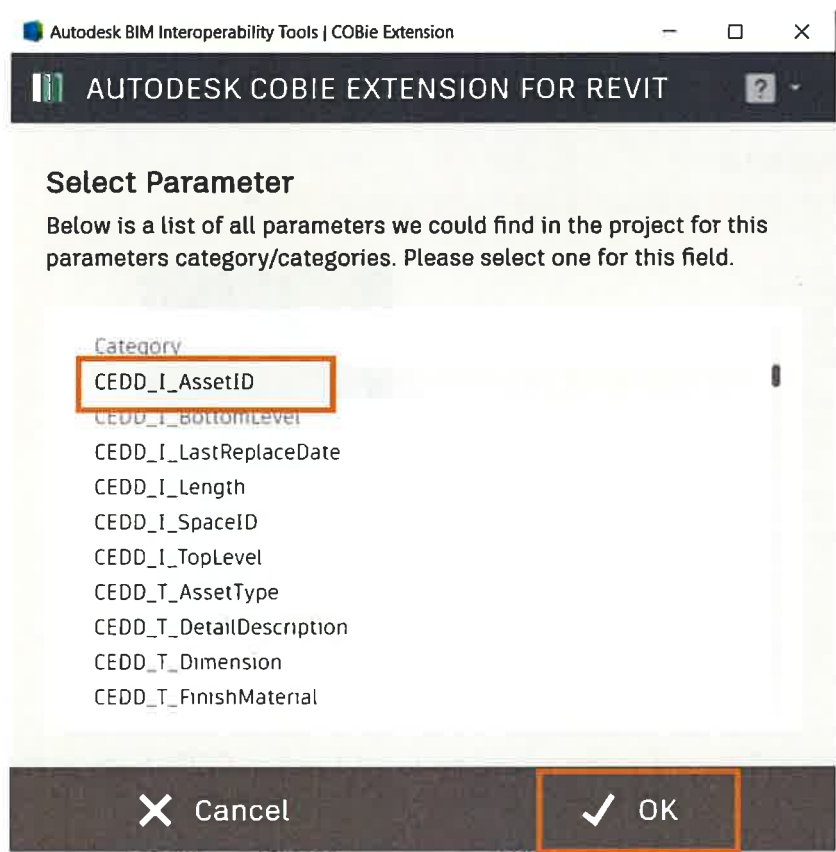 Autodesk BIM Interoperability Tools | COBie Extension
AUTODESK COBIE EXTENSION FOR REVIT
?
Select Parameter
Below is a list of all parameters we could find in the project for this
parameters category/categories. Please select one for this field.
Category
CEDD_I_AssetID
CEDD_I_BottomLevel
CEDD_I_LastReplaceDate
CEDD_I_Length
CEDD_I_SpaceID
CEDD_I_TopLevel
CEDD_T_AssetType
CEDD_T_DetailDescription
CEDD_T_Dimension
CEDD_T_FinishMaterial
Cancel
OK